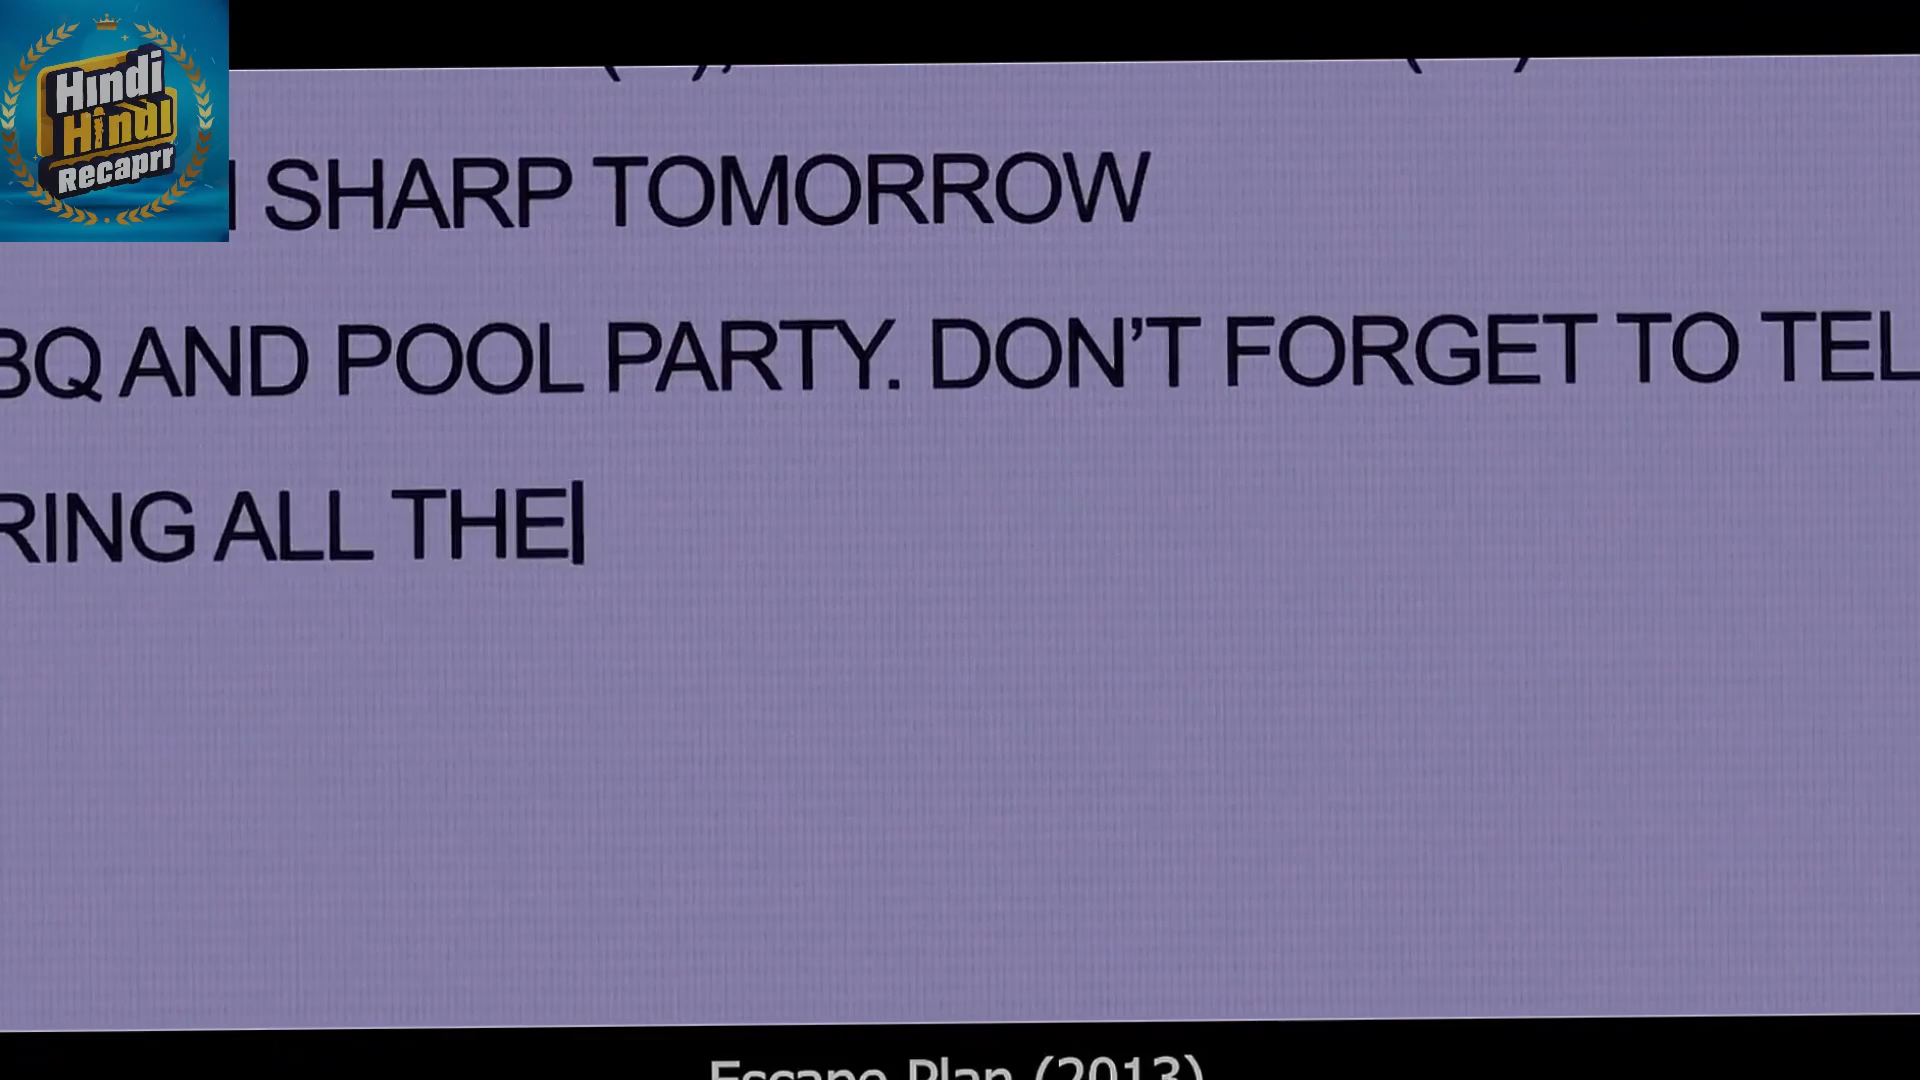 Hindi
Hindi
Recaprr
SHARP TOMORROW
BQ AND POOL PARTY. DON'T FORGET TO TEL
RING ALL THE
Escape Plan (2013)